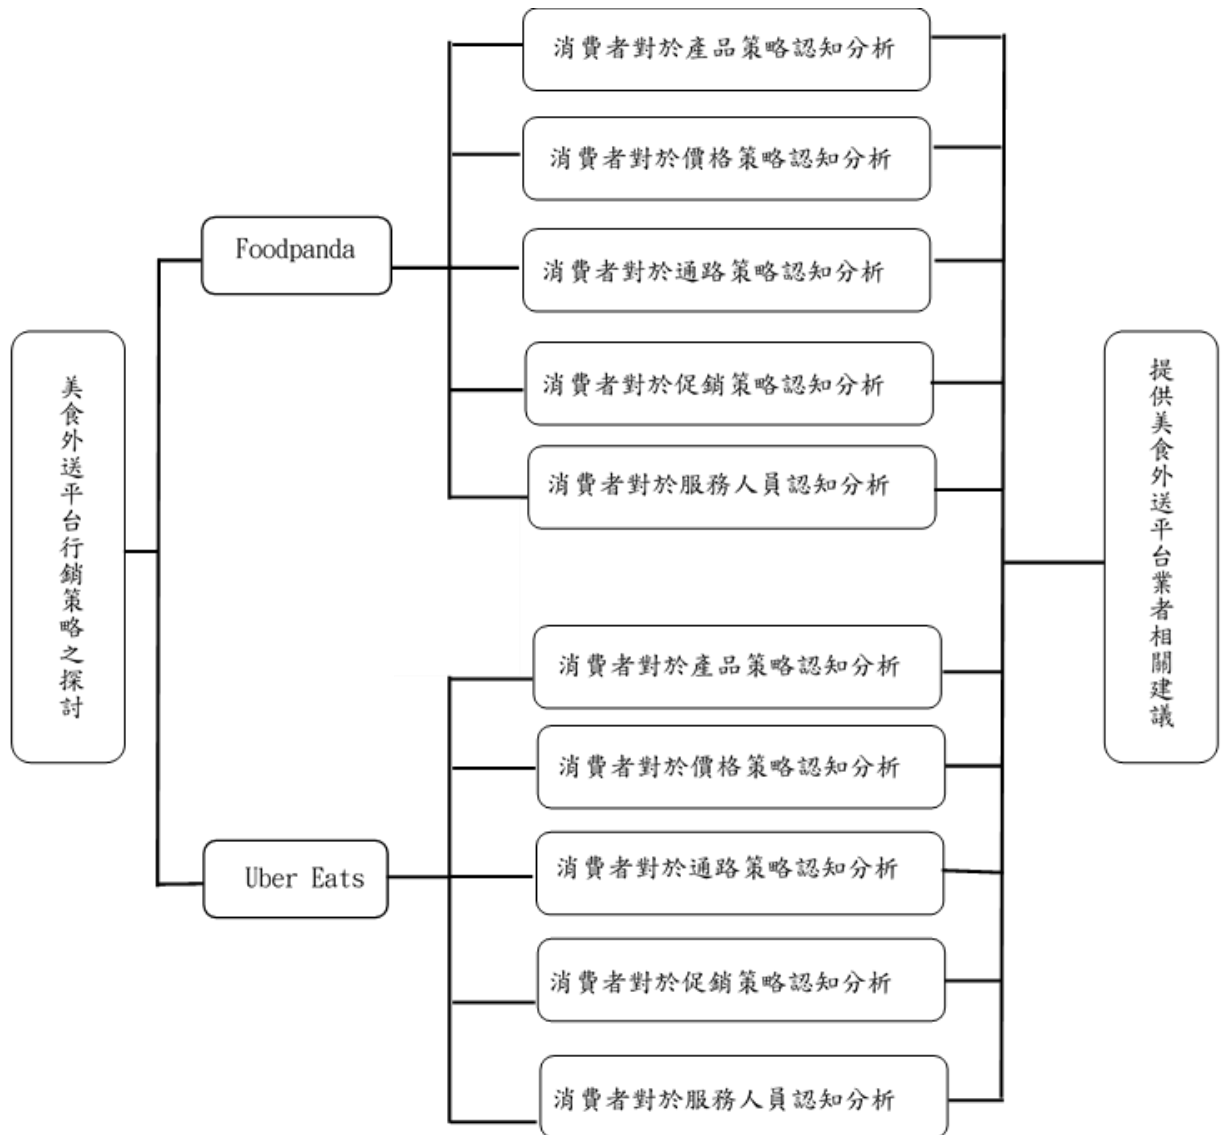 美食外送平台行銷策略之探討
Foodpanda
消費者對於產品策略認知分析
消費者對於價格策略認知分析
消費者對於通路策略認知分析
消費者對於促銷策略認知分析
消費者對於服務人員認知分析
Uber Eats
消費者對於產品策略認知分析
消費者對於價格策略認知分析
消費者對於通路策略認知分析
消費者對於促銷策略認知分析
消費者對於服務人員認知分析
提供美食外送平台業者相關建議